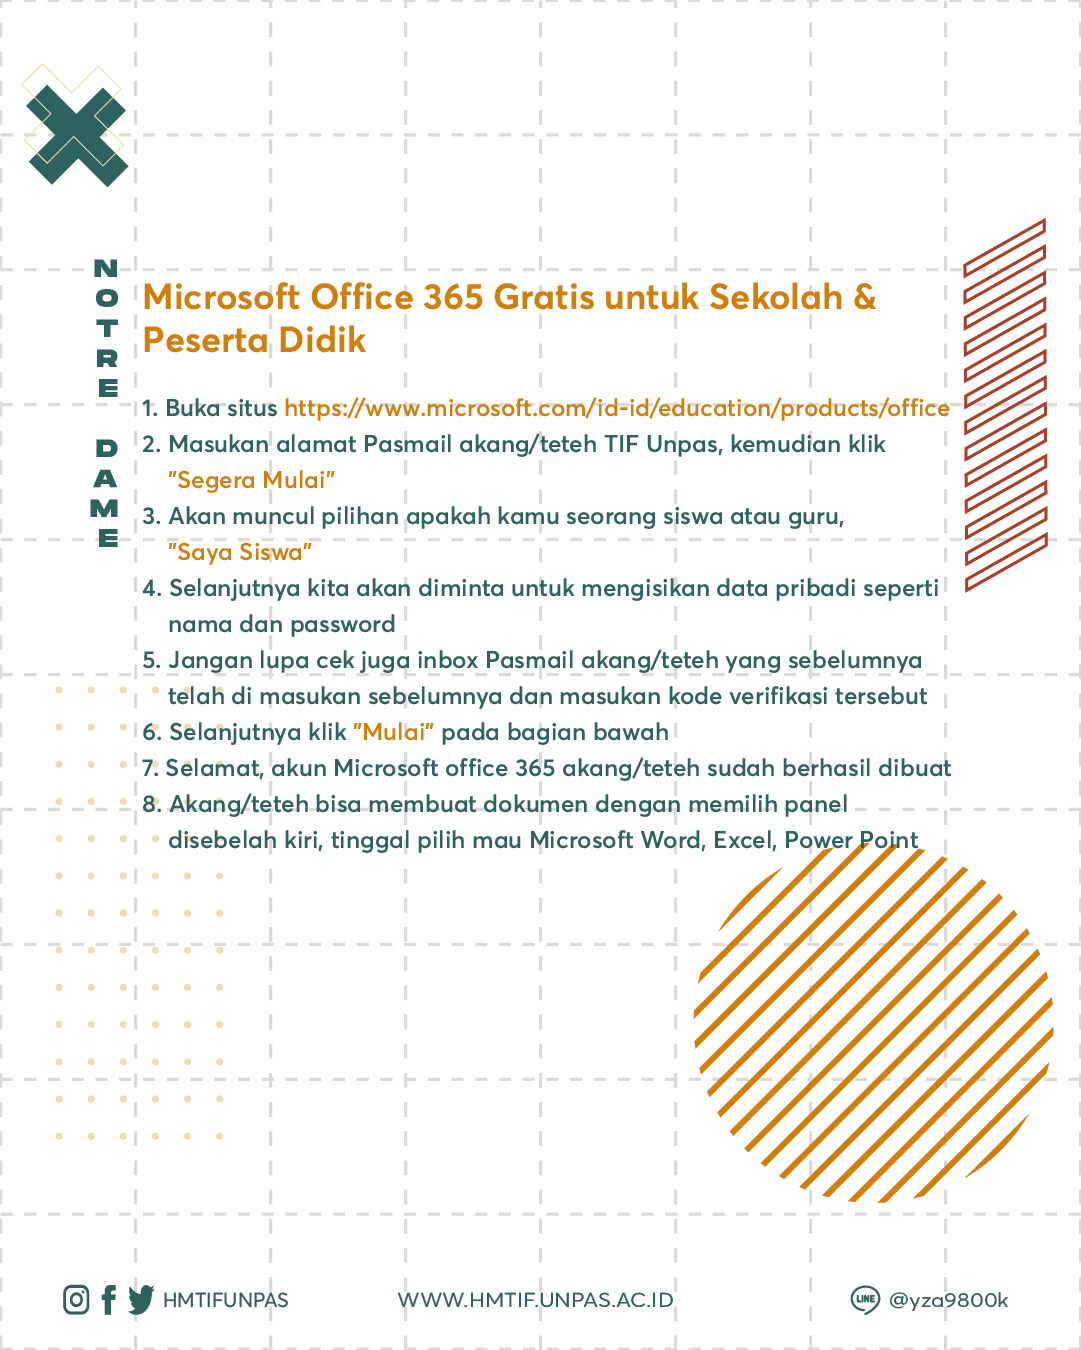 NOTRE DAME
Microsoft Office 365 Gratis untuk Sekolah &
Peserta Didik
1. Buka situs https://www.microsoft.com/id-id/education/products/office
2. Masukan alamat Pasmail akang/teteh TIF Unpas, kemudian klik
"Segera Mulai"
3. Akan muncul pilihan apakah kamu seorang siswa atau guru,
"Saya Siswa"
4. Selanjutnya kita akan diminta untuk mengisikan data pribadi seperti
nama dan password
5. Jangan lupa cek juga inbox Pasmail akang/teteh yang sebelumnya
telah di masukan sebelumnya dan masukan kode verifikasi tersebut
6. Selanjutnya klik "Mulai" pada bagian bawah
7. Selamat, akun Microsoft office 365 akang/teteh sudah berhasil dibuat
8. Akang/teteh bisa membuat dokumen dengan memilih panel
disebelah kiri, tinggal pilih mau Microsoft Word, Excel, Power Point
HMTIFUNPAS
WWW.HMTIF.UNPAS.AC.ID
LINE @yza9800k